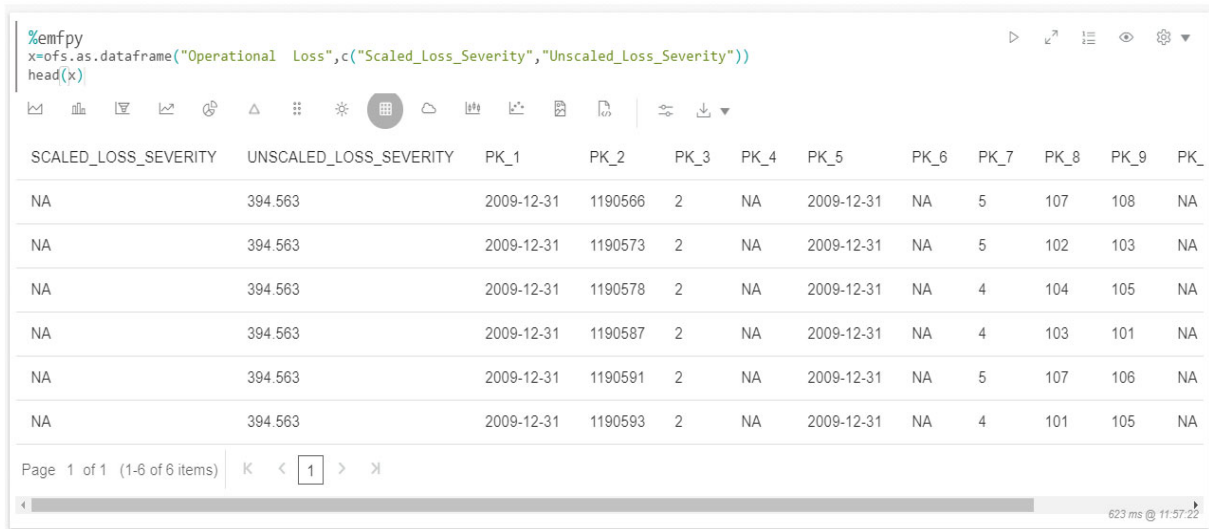 %emfpy
x=ofs.as.dataframe("Operational  Loss",c("Scaled_Loss_Severity","Unscaled_Loss_Severity"))
head(x)
SCALED_LOSS_SEVERITY UNSCALED_LOSS_SEVERITY PK_1 PK_2 PK_3 PK_4 PK_5 PK_6 PK_7 PK_8 PK_9 PK_
NA 394.563 2009-12-31 1190566 2 NA 2009-12-31 NA 5 107 108 NA
NA 394.563 2009-12-31 1190573 2 NA 2009-12-31 NA 5 102 103 NA
NA 394.563 2009-12-31 1190578 2 NA 2009-12-31 NA 4 104 105 NA
NA 394.563 2009-12-31 1190587 2 NA 2009-12-31 NA 4 103 101 NA
NA 394.563 2009-12-31 1190591 2 NA 2009-12-31 NA 5 107 106 NA
NA 394.563 2009-12-31 1190593 2 NA 2009-12-31 NA 4 101 105 NA
Page 1 of 1 (1-6 of 6 items) 1
623 ms @ 11:57:22